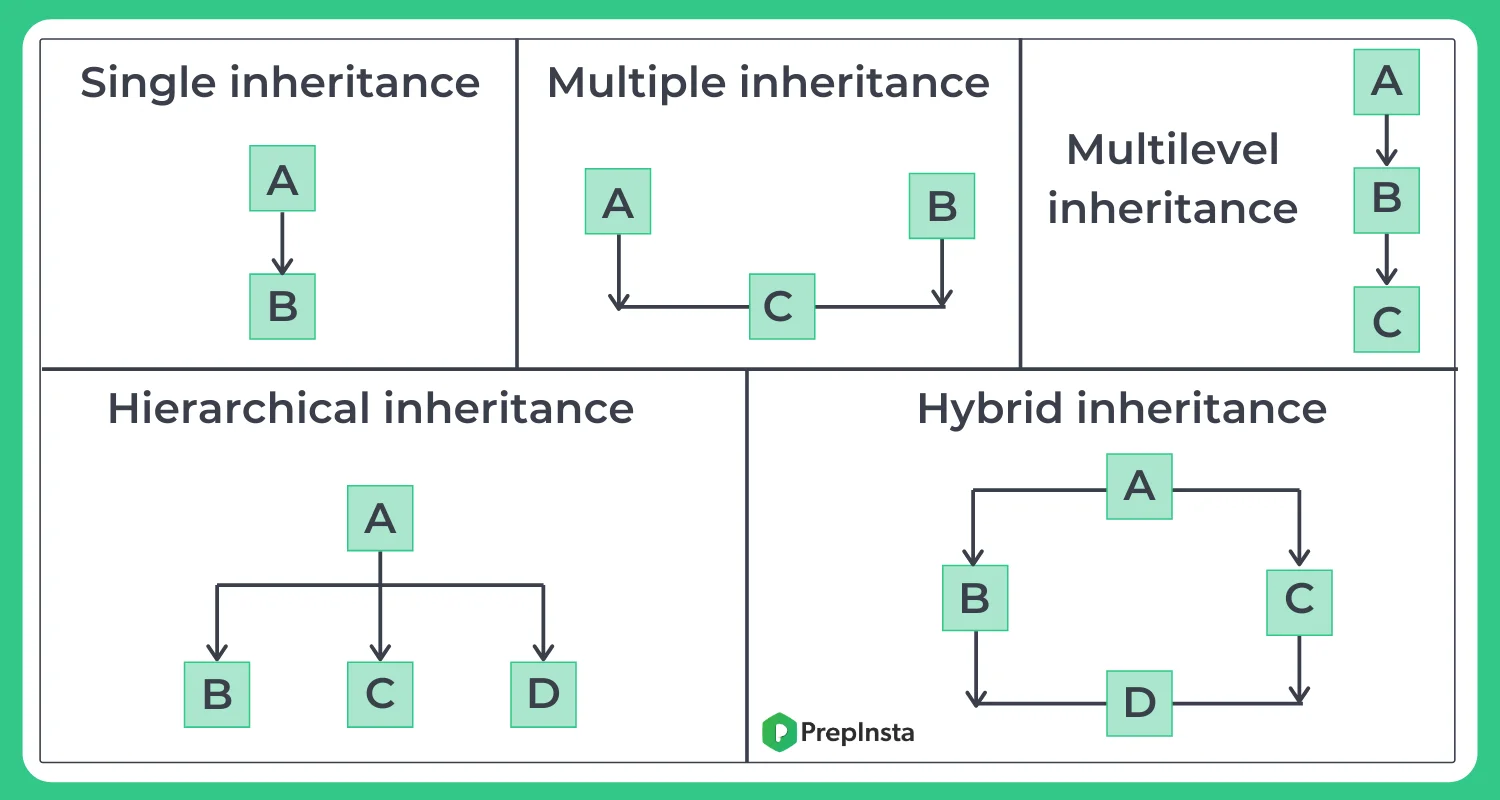 Single inheritance
A
B
Multiple inheritance
A
B
C
Multilevel
inheritance
A
B
C
Hierarchical inheritance
A
B C D
Hybrid inheritance
A
B
C
D
PrepInsta